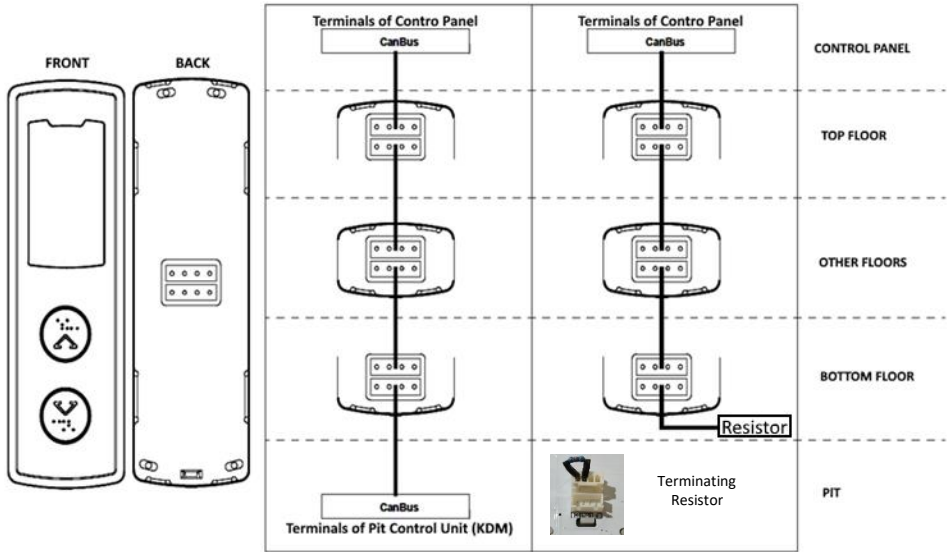 FRONT
BACK
Terminals of Contro Panel
CanBus
Terminals of Contro Panel
CanBus
CONTROL PANEL
TOP FLOOR
OTHER FLOORS
BOTTOM FLOOR
Resistor
Terminating
Resistor
PIT
CanBus
Terminals of Pit Control Unit (KDM)